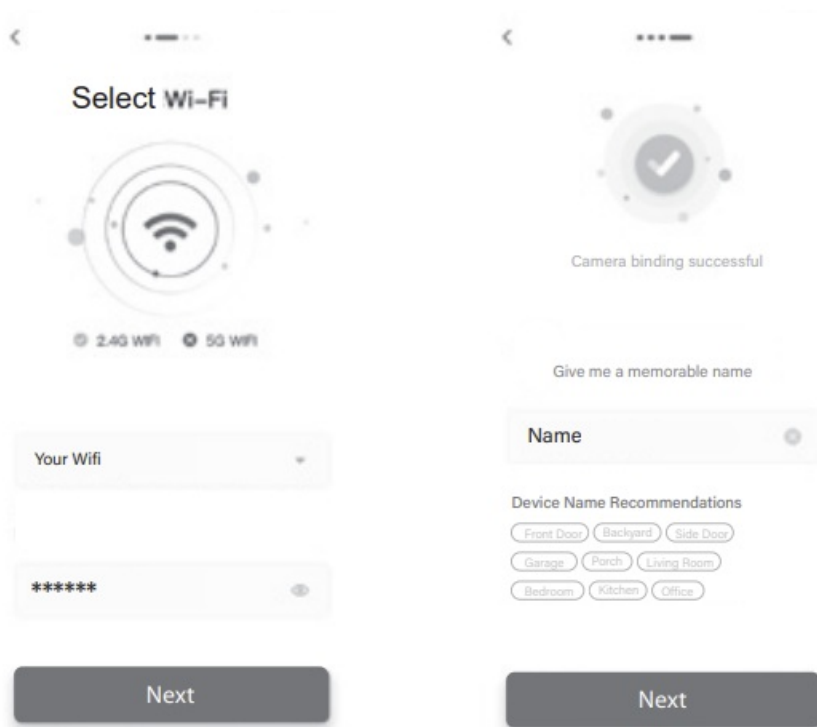 Select Wi-Fi
2.4G WIFI 5G WIFI
Your Wifi
******
Next
Camera binding successful
Give me a memorable name
Name
Device Name Recommendations
Front Door Backyard Side Door
Garage Porch Living Room
Bedroom Kitchen Office
Next